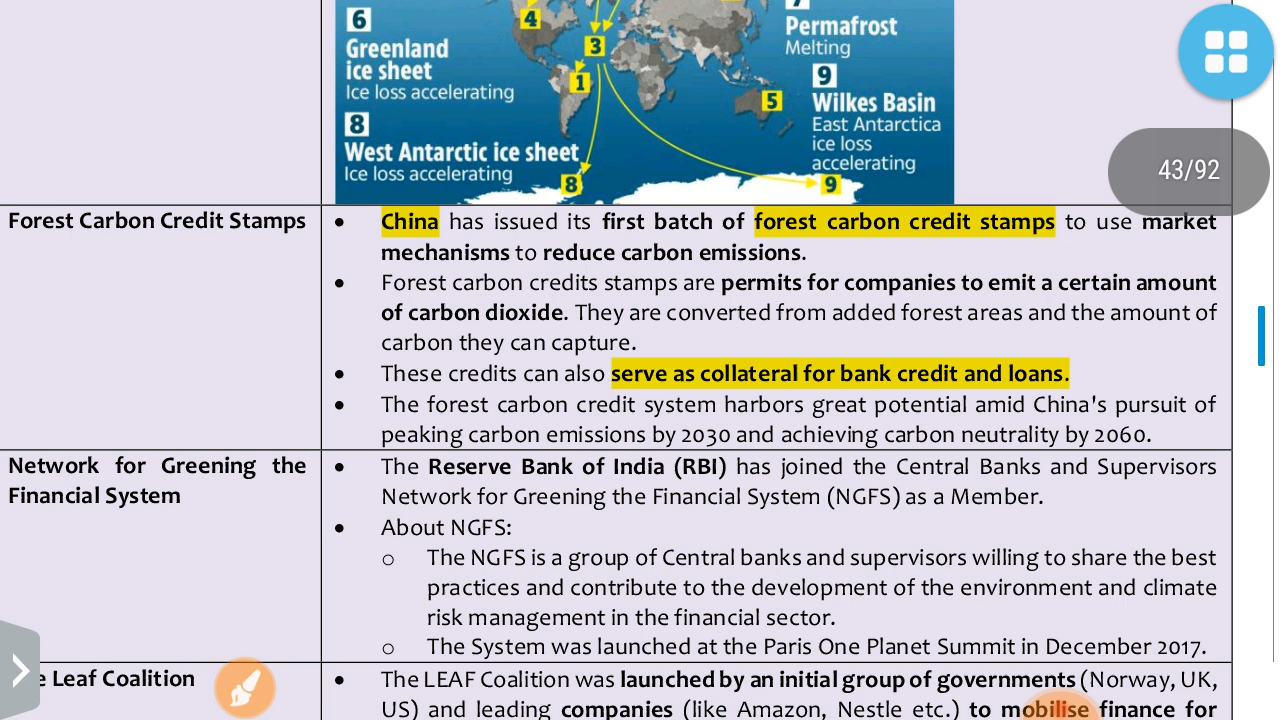 6
Greenland
ice sheet
Ice loss accelerating
8
West Antarctic ice sheet
Ice loss accelerating
4
3
1
5
8
9
Permafrost
Melting
9
Wilkes Basin
East Antarctica
ice loss
accelerating
43/92
Forest Carbon Credit Stamps
• China has issued its first batch of forest carbon credit stamps to use market
mechanisms to reduce carbon emissions.
• Forest carbon credits stamps are permits for companies to emit a certain amount
of carbon dioxide. They are converted from added forest areas and the amount of
carbon they can capture.
• These credits can also serve as collateral for bank credit and loans.
• The forest carbon credit system harbors great potential amid China's pursuit of
peaking carbon emissions by 2030 and achieving carbon neutrality by 2060.
Network for Greening the
Financial System
• The Reserve Bank of India (RBI) has joined the Central Banks and Supervisors
Network for Greening the Financial System (NGFS) as a Member.
• About NGFS:
o The NGFS is a group of Central banks and supervisors willing to share the best
practices and contribute to the development of the environment and climate
risk management in the financial sector.
o The System was launched at the Paris One Planet Summit in December 2017.
e Leaf Coalition
• The LEAF Coalition was launched by an initial group of governments (Norway, UK,
US) and leading companies (like Amazon, Nestle etc.) to mobilise finance for